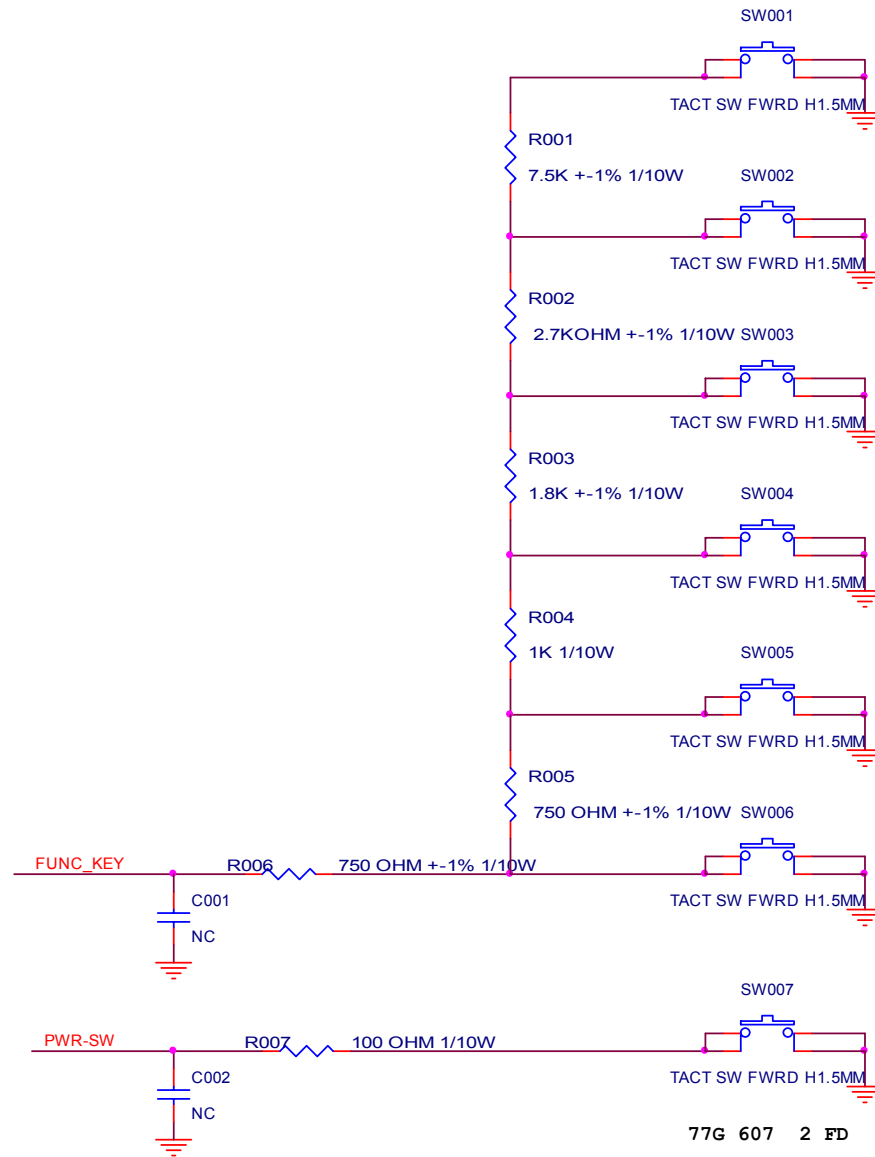 SW001
TACT SW FWRD H1.5MM
R001
7.5K +-1% 1/10W
SW002
TACT SW FWRD H1.5MM
R002
2.7KOHM +-1% 1/10W
SW003
TACT SW FWRD H1.5MM
R003
1.8K +-1% 1/10W
SW004
TACT SW FWRD H1.5MM
R004
1K 1/10W
SW005
TACT SW FWRD H1.5MM
R005
750 OHM +-1% 1/10W
SW006
FUNC_KEY
R006
750 OHM +-1% 1/10W
TACT SW FWRD H1.5MM
C001
NC
SW007
PWR-SW
R007
100 OHM 1/10W
TACT SW FWRD H1.5MM
C002
NC
77G 607 2 FD